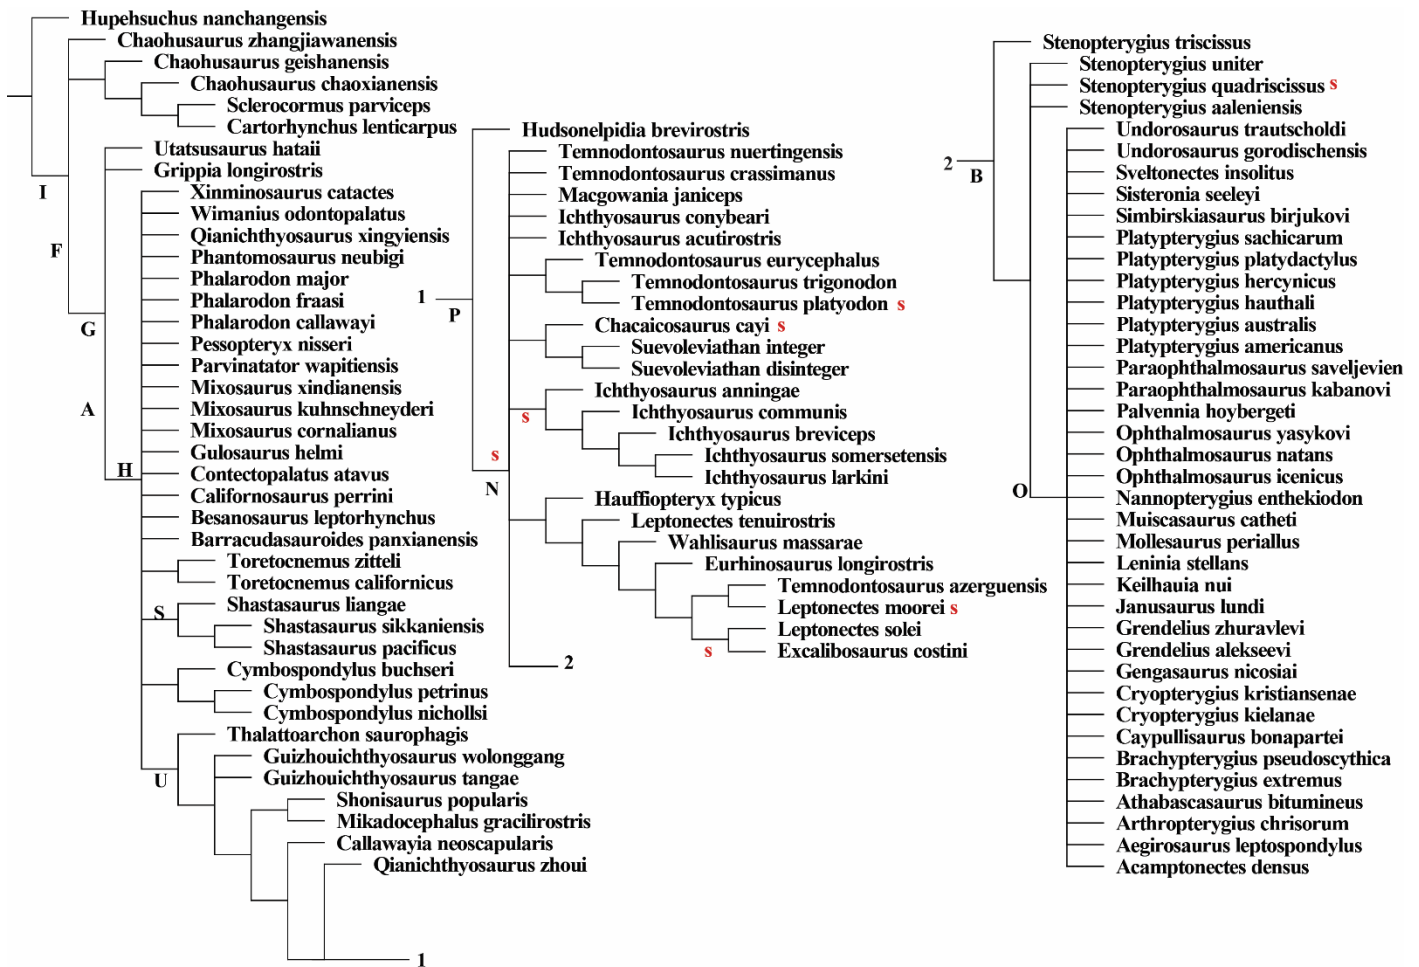 Hupehsuchus nanchangensis
Chaohusaurus zhangjiawanensis
Chaohusaurus geishanensis
Chaohusaurus chaoxianensis
Sclerocormus parviceps
Cartorhynchus lenticarpus
Utatsusaurus hataii
Grippia longirostris
I
Xinminosaurus catactes
Wimanius odontopalatus
Qianichthyosaurus xingyiensis
F
Phantomosaurus neubigi
Phalarodon major
Phalarodon fraasi
Phalarodon callawayi
G
Pessopteryx nisseri
Parvinatator wapitiensis
Mixosaurus xindianensis
A
Mixosaurus kuhnschneyderi
Mixosaurus cornalianus
Gulosaurus helmi
H
Contectopalatus atavus
Californosaurus perrini
Besanosaurus leptorhynchus
Barracudasauroides panxianensis
Toretocnemus zitteli
Toretocnemus californicus
Shastasaurus liangae
S
Shastasaurus sikkaniensis
Shastasaurus pacificus
Cymbospondylus buchseri
Cymbospondylus petrinus
Cymbospondylus nichollsi
Thalattoarchon saurophagis
Guizhouichthyosaurus wolonggang
U
Guizhouichthyosaurus tangae
Shonisaurus popularis
Mikadocephalus gracilirostris
Callawayia neoscapularis
Qianichthyosaurus zhoui
1
Hudsonelpidia brevirostris
Temnodontosaurus nuertingensis
Temnodontosaurus crassimanus
Macgowania janiceps
Ichthyosaurus conybeari
Ichthyosaurus acutirostris
Temnodontosaurus eurycephalus
Temnodontosaurus trigonodon
1
Temnodontosaurus platyodon s
P
Chacaicosaurus cayi s
Suevoleviathan integer
Suevoleviathan disinteger
Ichthyosaurus anningae
s
Ichthyosaurus communis
Ichthyosaurus breviceps
s
Ichthyosaurus somersetensis
Ichthyosaurus larkini
N
Hauffiopteryx typicus
Leptonectes tenuirostris
Wahlisaurus massarae
Eurhinosaurus longirostris
Temnodontosaurus azerguensis
Leptonectes moorei s
Leptonectes solei
s
Excalibosaurus costini
2
Stenopterygius triscissus
Stenopterygius uniter
Stenopterygius quadriscissus s
Stenopterygius aaleniensis
Undorosaurus trautscholdi
Undorosaurus gorodischensis
2
B
Sveltonectes insolitus
Sisteronia seeleyi
Simbirskiasaurus birjukovi
Platypterygius sachicarum
Platypterygius platydactylus
Platypterygius hercynicus
Platypterygius hauthali
Platypterygius australis
Platypterygius americanus
Paraophthalmosaurus saveljevien
Paraophthalmosaurus kabanovi
Palvennia hoybergeti
Ophthalmosaurus yasykovi
Ophthalmosaurus natans
Ophthalmosaurus icenicus
O
Nannopterygius enthekiodon
Muiscasaurus catheti
Mollesaurus periallus
Leninia stellans
Keilhauia nui
Janusaurus lundi
Grendelius zhuravlevi
Grendelius alekseevi
Gengasaurus nicosiai
Cryopterygius kristiansenae
Cryopterygius kielanae
Caypullisaurus bonapartei
Brachypterygius pseudoscythica
Brachypterygius extremus
Athabascasaurus bitumineus
Arthropterygius chrisorum
Aegirosaurus leptospondylus
Acamptonectes densus